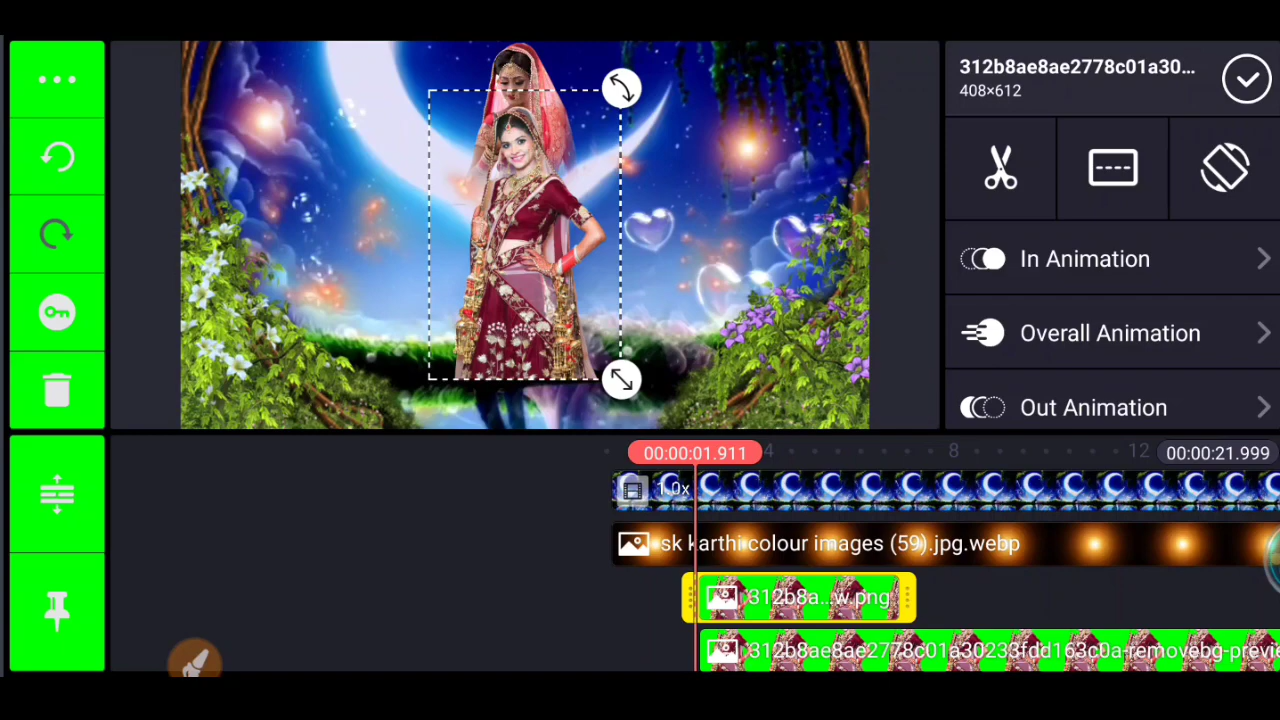 312b8ae8ae2778c01a30...
408×612
In Animation
Overall Animation
Out Animation
00:00:01.911
4
8
12
00:00:21.999
1.0x
sk karthi colour images (59).jpg.webp
312b8a...w.png
312b8ae8ae2778c01a30233fdd163c0a-removebg-previe